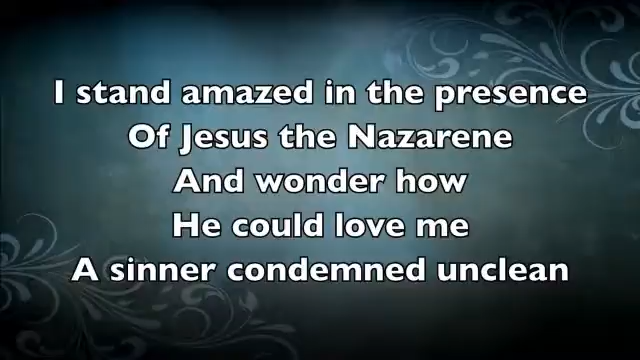 I stand amazed in the presence
Of Jesus the Nazarene
And wonder how
He could love me
A sinner condemned unclean